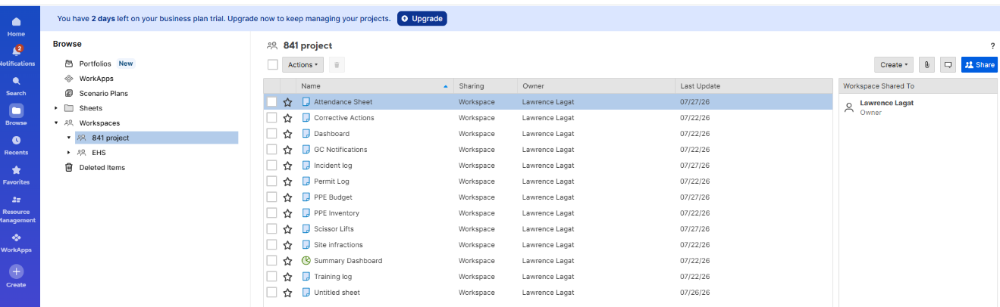 You have 2 days left on your business plan trial. Upgrade now to keep managing your projects. Upgrade
Home
2
Notifications
Search
Browse
Recents
Favorites
Resource
Management
WorkApps
Create
Browse
Portfolios New
WorkApps
Scenario Plans
Sheets
Workspaces
841 project
EHS
Deleted Items
841 project
?
Actions
Create
Share
Name Sharing Owner Last Update
Attendance Sheet Workspace Lawrence Lagat 07/27/26
Corrective Actions Workspace Lawrence Lagat 07/22/26
Dashboard Workspace Lawrence Lagat 07/22/26
GC Notifications Workspace Lawrence Lagat 07/22/26
Incident log Workspace Lawrence Lagat 07/27/26
Permit Log Workspace Lawrence Lagat 07/22/26
PPE Budget Workspace Lawrence Lagat 07/27/26
PPE Inventory Workspace Lawrence Lagat 07/22/26
Scissor Lifts Workspace Lawrence Lagat 07/27/26
Site infractions Workspace Lawrence Lagat 07/22/26
Summary Dashboard Workspace Lawrence Lagat 07/22/26
Training log Workspace Lawrence Lagat 07/22/26
Untitled sheet Workspace Lawrence Lagat 07/26/26
Workspace Shared To
Lawrence Lagat
Owner